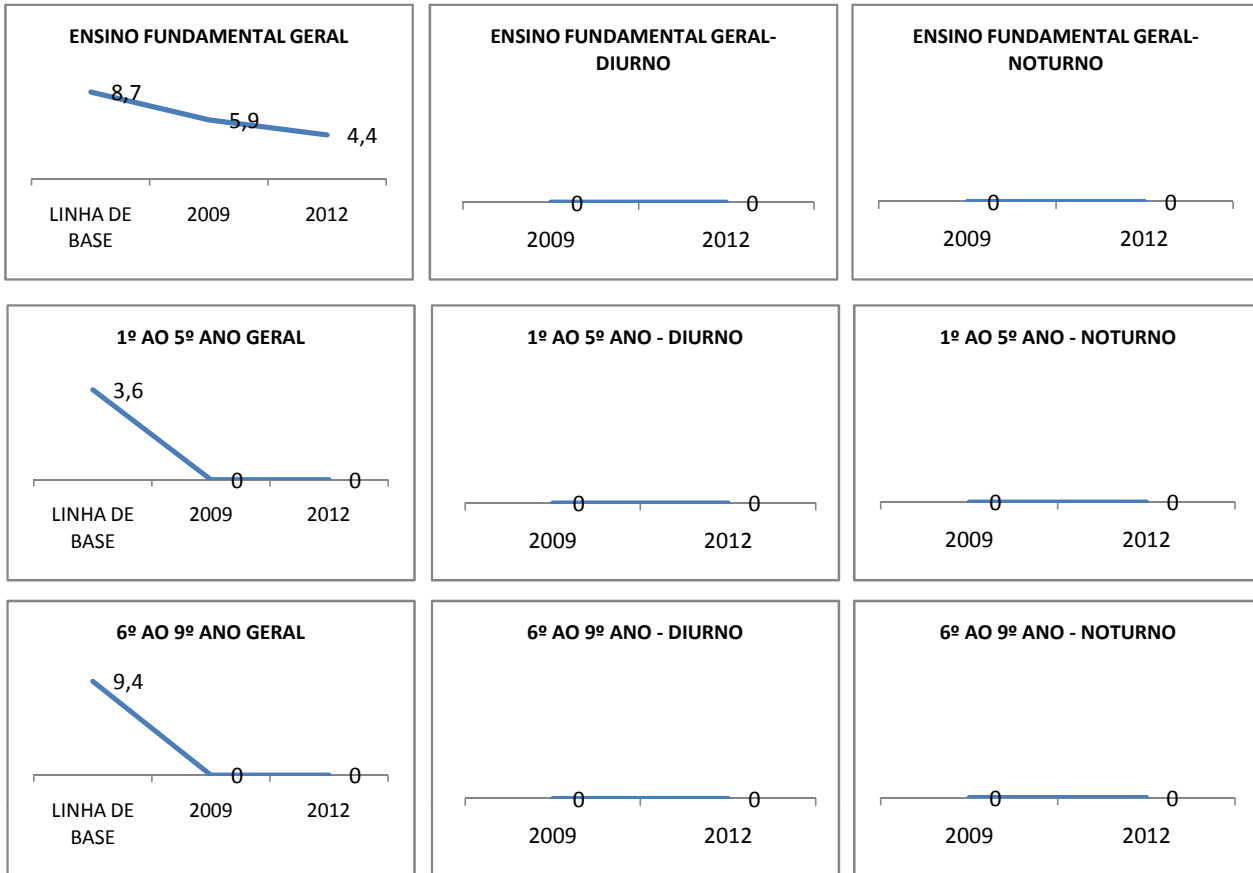 ENSINO FUNDAMENTAL GERAL
8,7
5,9
4,4
LINHA DE
BASE
2009
2012
ENSINO FUNDAMENTAL GERAL-
DIURNO
0
0
2009
2012
ENSINO FUNDAMENTAL GERAL-
NOTURNO
0
0
2009
2012
1º AO 5º ANO GERAL
3,6
0
0
LINHA DE
BASE
2009
2012
1º AO 5º ANO - DIURNO
0
0
2009
2012
1º AO 5º ANO - NOTURNO
0
0
2009
2012
6º AO 9º ANO GERAL
9,4
0
0
LINHA DE
BASE
2009
2012
6º AO 9º ANO - DIURNO
0
0
2009
2012
6º AO 9º ANO - NOTURNO
0
0
2009
2012